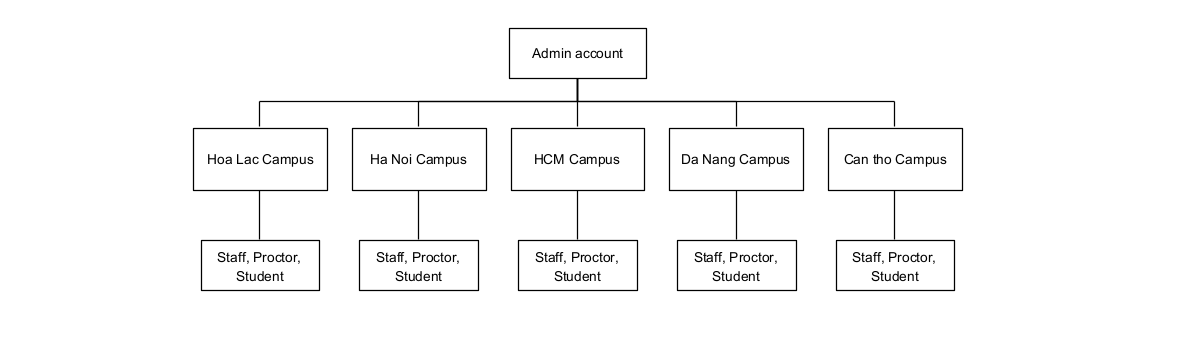 Admin account
Hoa Lac Campus
Ha Noi Campus
HCM Campus
Da Nang Campus
Can tho Campus
Staff, Proctor,
Student
Staff, Proctor,
Student
Staff, Proctor,
Student
Staff, Proctor,
Student
Staff, Proctor,
Student